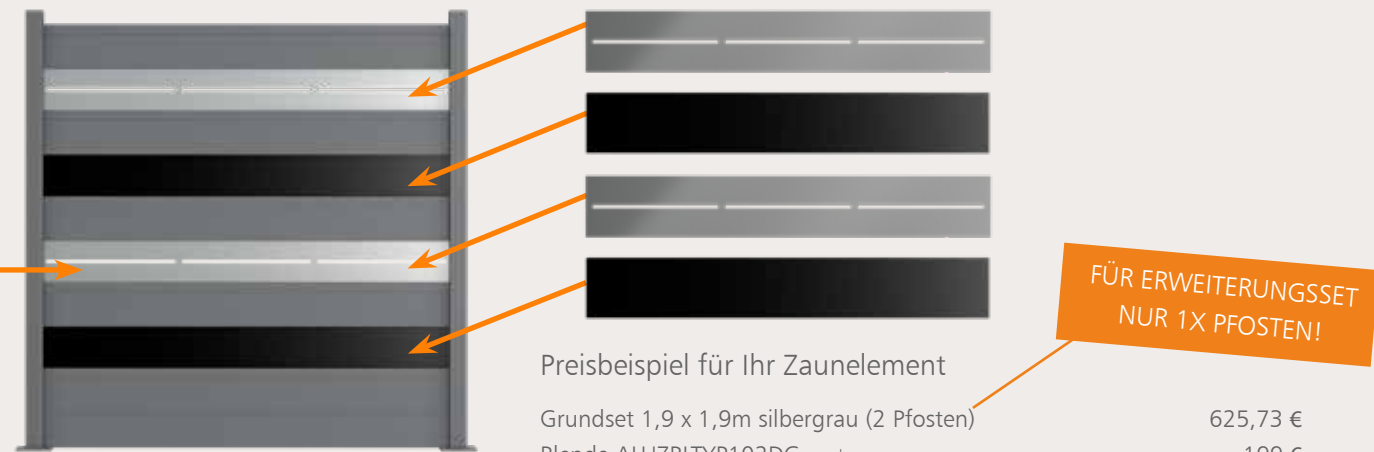 FÜR ERWEITERUNGSSET
NUR 1X PFOSTEN!
Preisbeispiel für Ihr Zaunelement
Grundset 1,9 x 1,9m silbergrau (2 Pfosten) 625,73 €